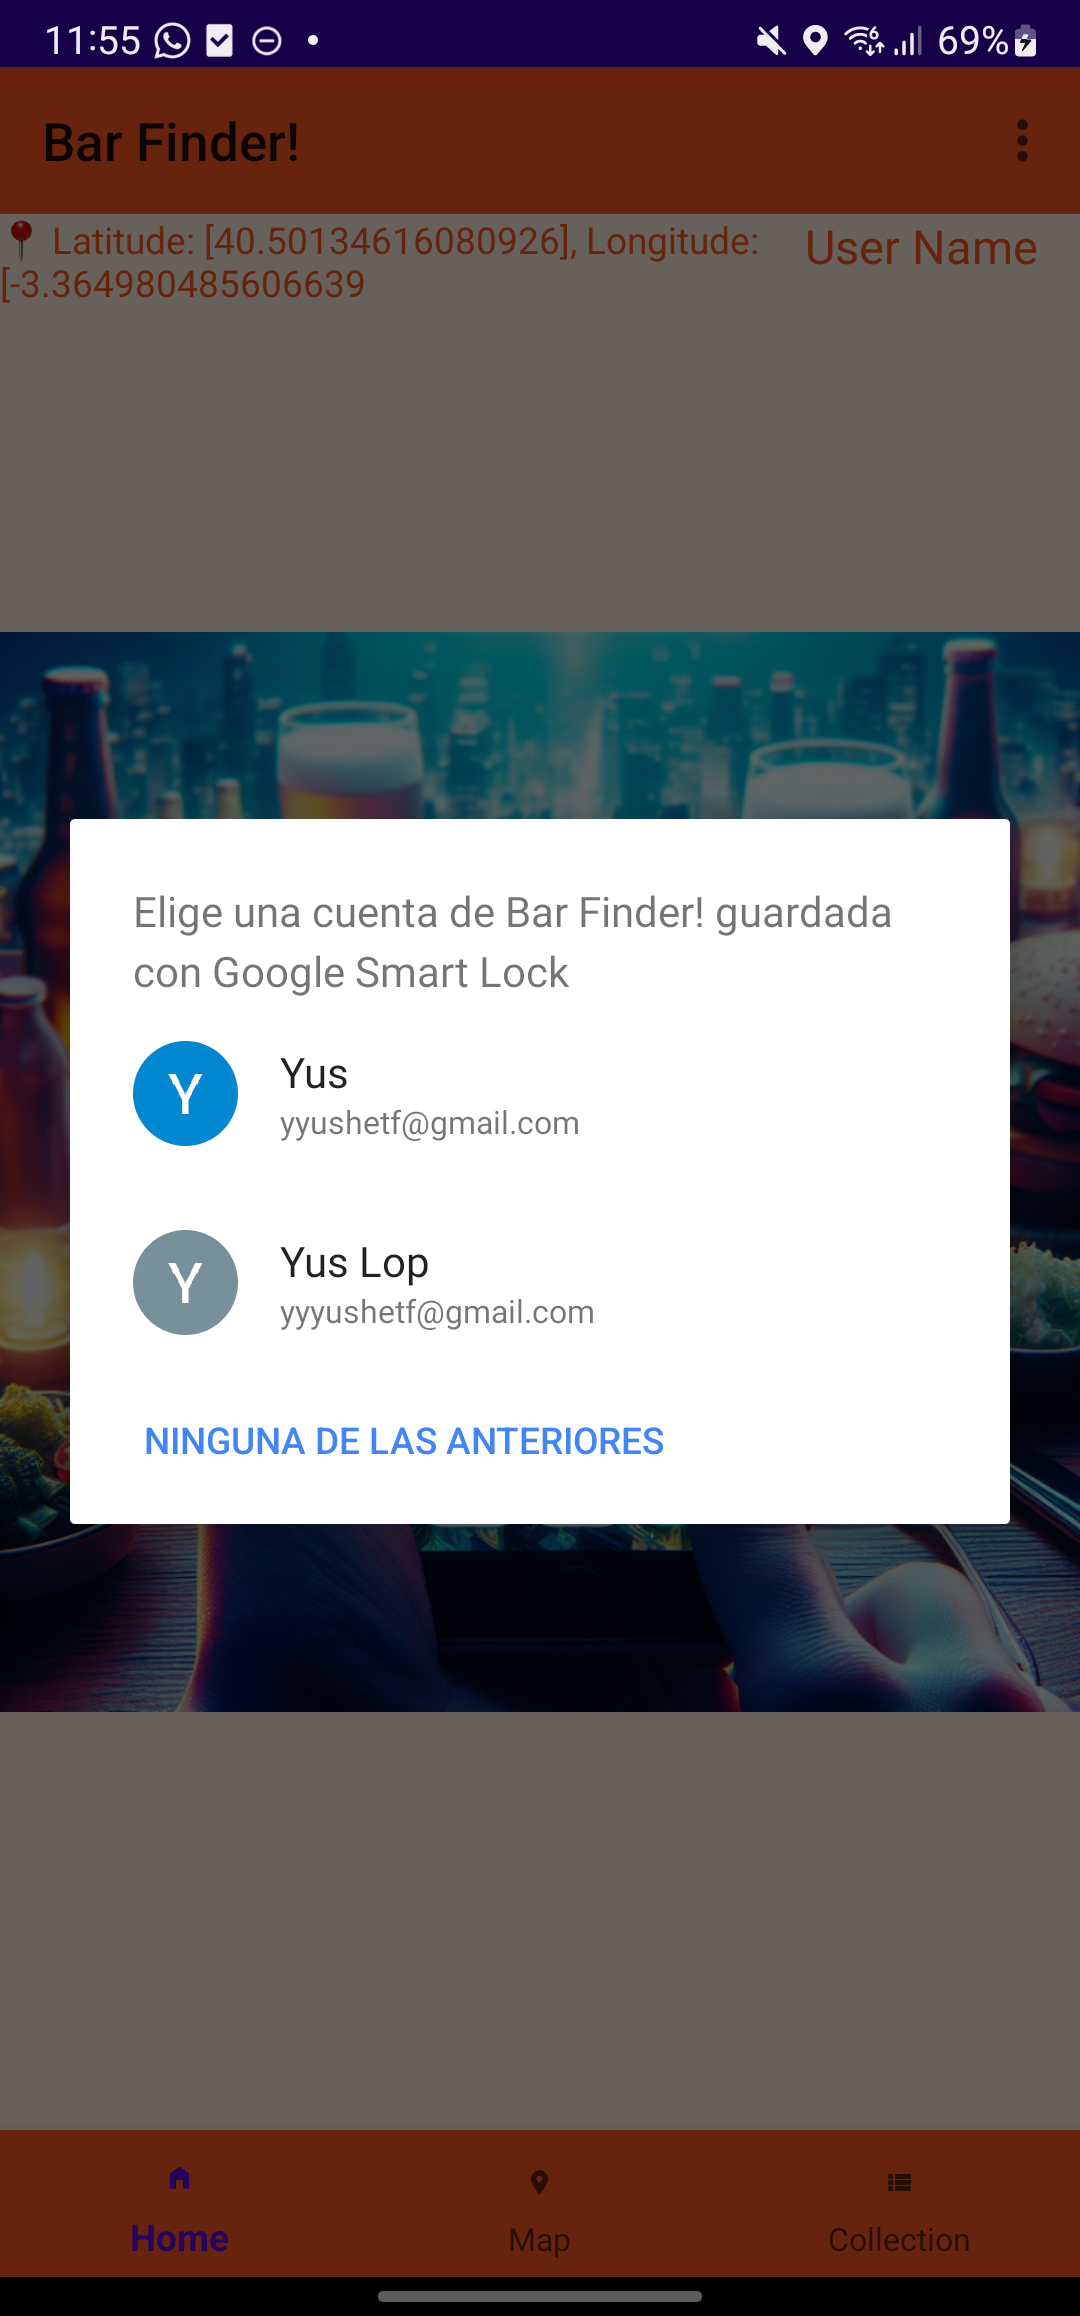 11:55
69%
Bar Finder!
Latitude: [40.50134616080926], Longitude:
[-3.364980485606639
User Name
Elige una cuenta de Bar Finder! guardada
con Google Smart Lock
Y
Yus
yyushetf@gmail.com
Y
Yus Lop
yyyushetf@gmail.com
NINGUNA DE LAS ANTERIORES
Home
Map
Collection